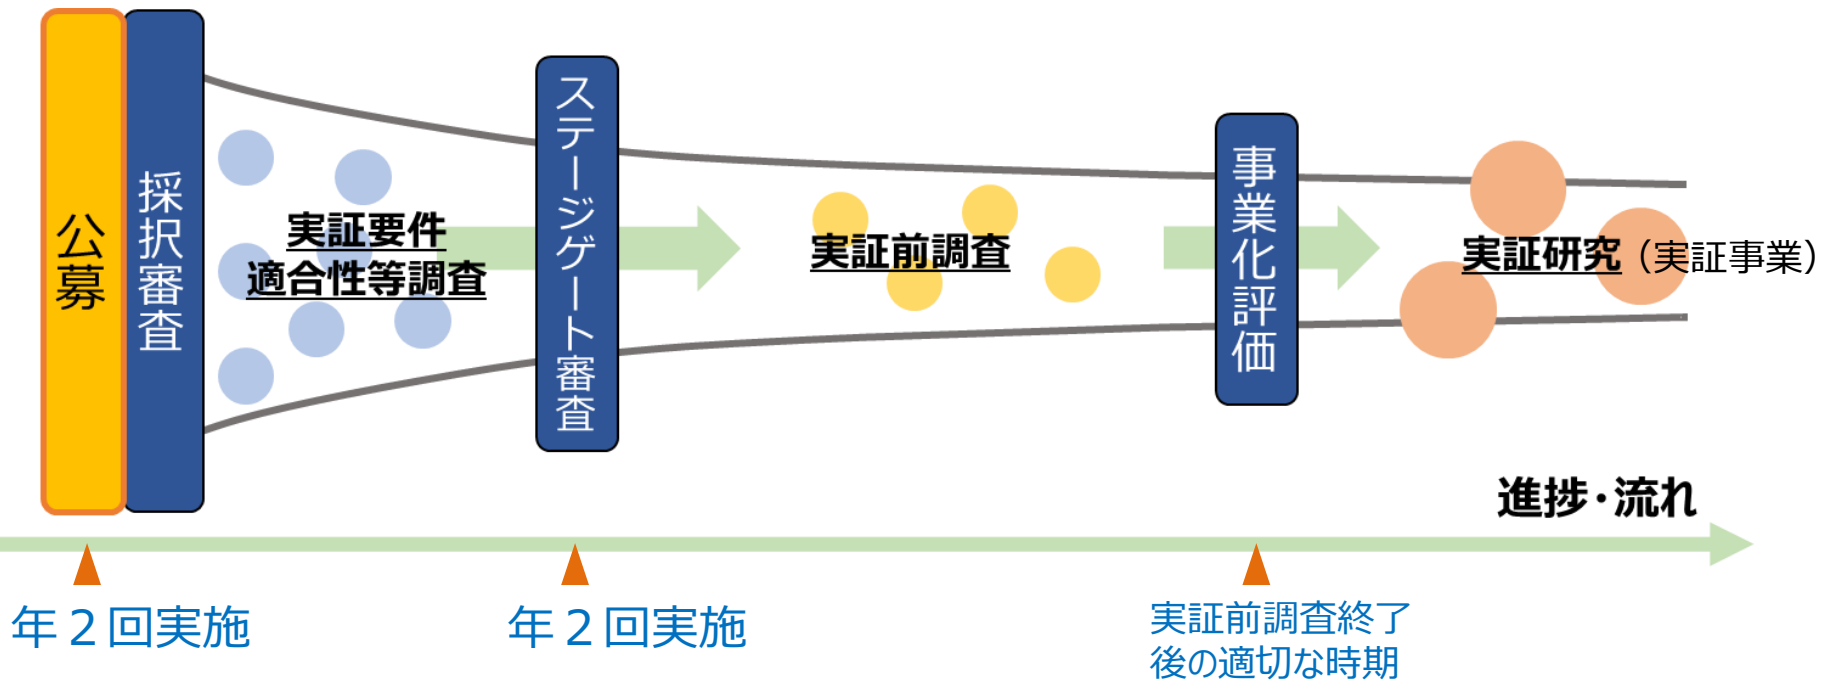 公募
採択審査
実証要件
適合性等調査
ステージゲート審査
実証前調査
事業化評価
実証研究（実証事業）
進捗・流れ
年２回実施
年２回実施
実証前調査終了
後の適切な時期